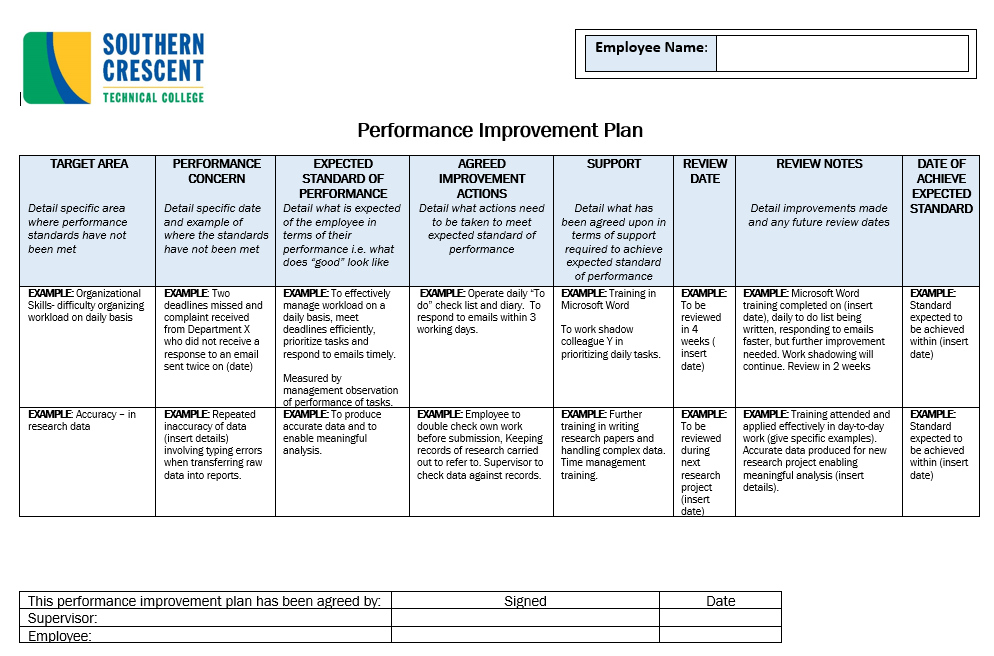 SOUTHERN
CRESCENT
TECHNICAL COLLEGE
Employee Name:
Performance Improvement Plan
TARGET AREA
Detail specific area
where performance
standards have not
been met
PERFORMANCE
CONCERN
Detail specific date
and example of
where the standards
have not been met
EXPECTED
STANDARD OF
PERFORMANCE
Detail what is expected
of the employee in
terms of their
performance i.e. what
does “good” look like
AGREED
IMPROVEMENT
ACTIONS
Detail what actions need
to be taken to meet
expected standard of
performance
SUPPORT
Detail what has
been agreed upon in
terms of support
required to achieve
expected standard
of performance
REVIEW
DATE
REVIEW NOTES
Detail improvements made
and any future review dates
DATE OF
ACHIEVE
EXPECTED
STANDARD
EXAMPLE: Organizational
Skills- difficulty organizing
workload on daily basis
EXAMPLE: Two
deadlines missed and
complaint received
from Department X
who did not receive a
response to an email
sent twice on (date)
EXAMPLE: To effectively
manage workload on a
daily basis, meet
deadlines efficiently,
prioritize tasks and
respond to emails timely.
Measured by
management observation
of performance of tasks.
EXAMPLE: Operate daily “To
do” check list and diary. To
respond to emails within 3
working days.
EXAMPLE: Training in
Microsoft Word
To work shadow
colleague Y in
prioritizing daily tasks.
EXAMPLE:
To be
reviewed
in 4
weeks (
insert
date)
EXAMPLE: Microsoft Word
training completed on (insert
date), daily to do list being
written, responding to emails
faster, but further improvement
needed. Work shadowing will
continue. Review in 2 weeks
EXAMPLE:
Standard
expected to
be achieved
within (insert
date)
EXAMPLE: Accuracy – in
research data
EXAMPLE: Repeated
inaccuracy of data
(insert details)
involving typing errors
when transferring raw
data into reports.
EXAMPLE: To produce
accurate data and to
enable meaningful
analysis.
EXAMPLE: Employee to
double check own work
before submission, Keeping
records of research carried
out to refer to. Supervisor to
check data against records.
EXAMPLE: Further
training in writing
research papers and
handling complex data.
Time management
training.
EXAMPLE:
To be
reviewed
during
next
research
project
(insert
date)
EXAMPLE: Training attended and
applied effectively in day-to-day
work (give specific examples).
Accurate data produced for new
research project enabling
meaningful analysis (insert
details).
EXAMPLE:
Standard
expected to
be achieved
within (insert
date)
This performance improvement plan has been agreed by:
Signed
Date
Supervisor:
Employee: